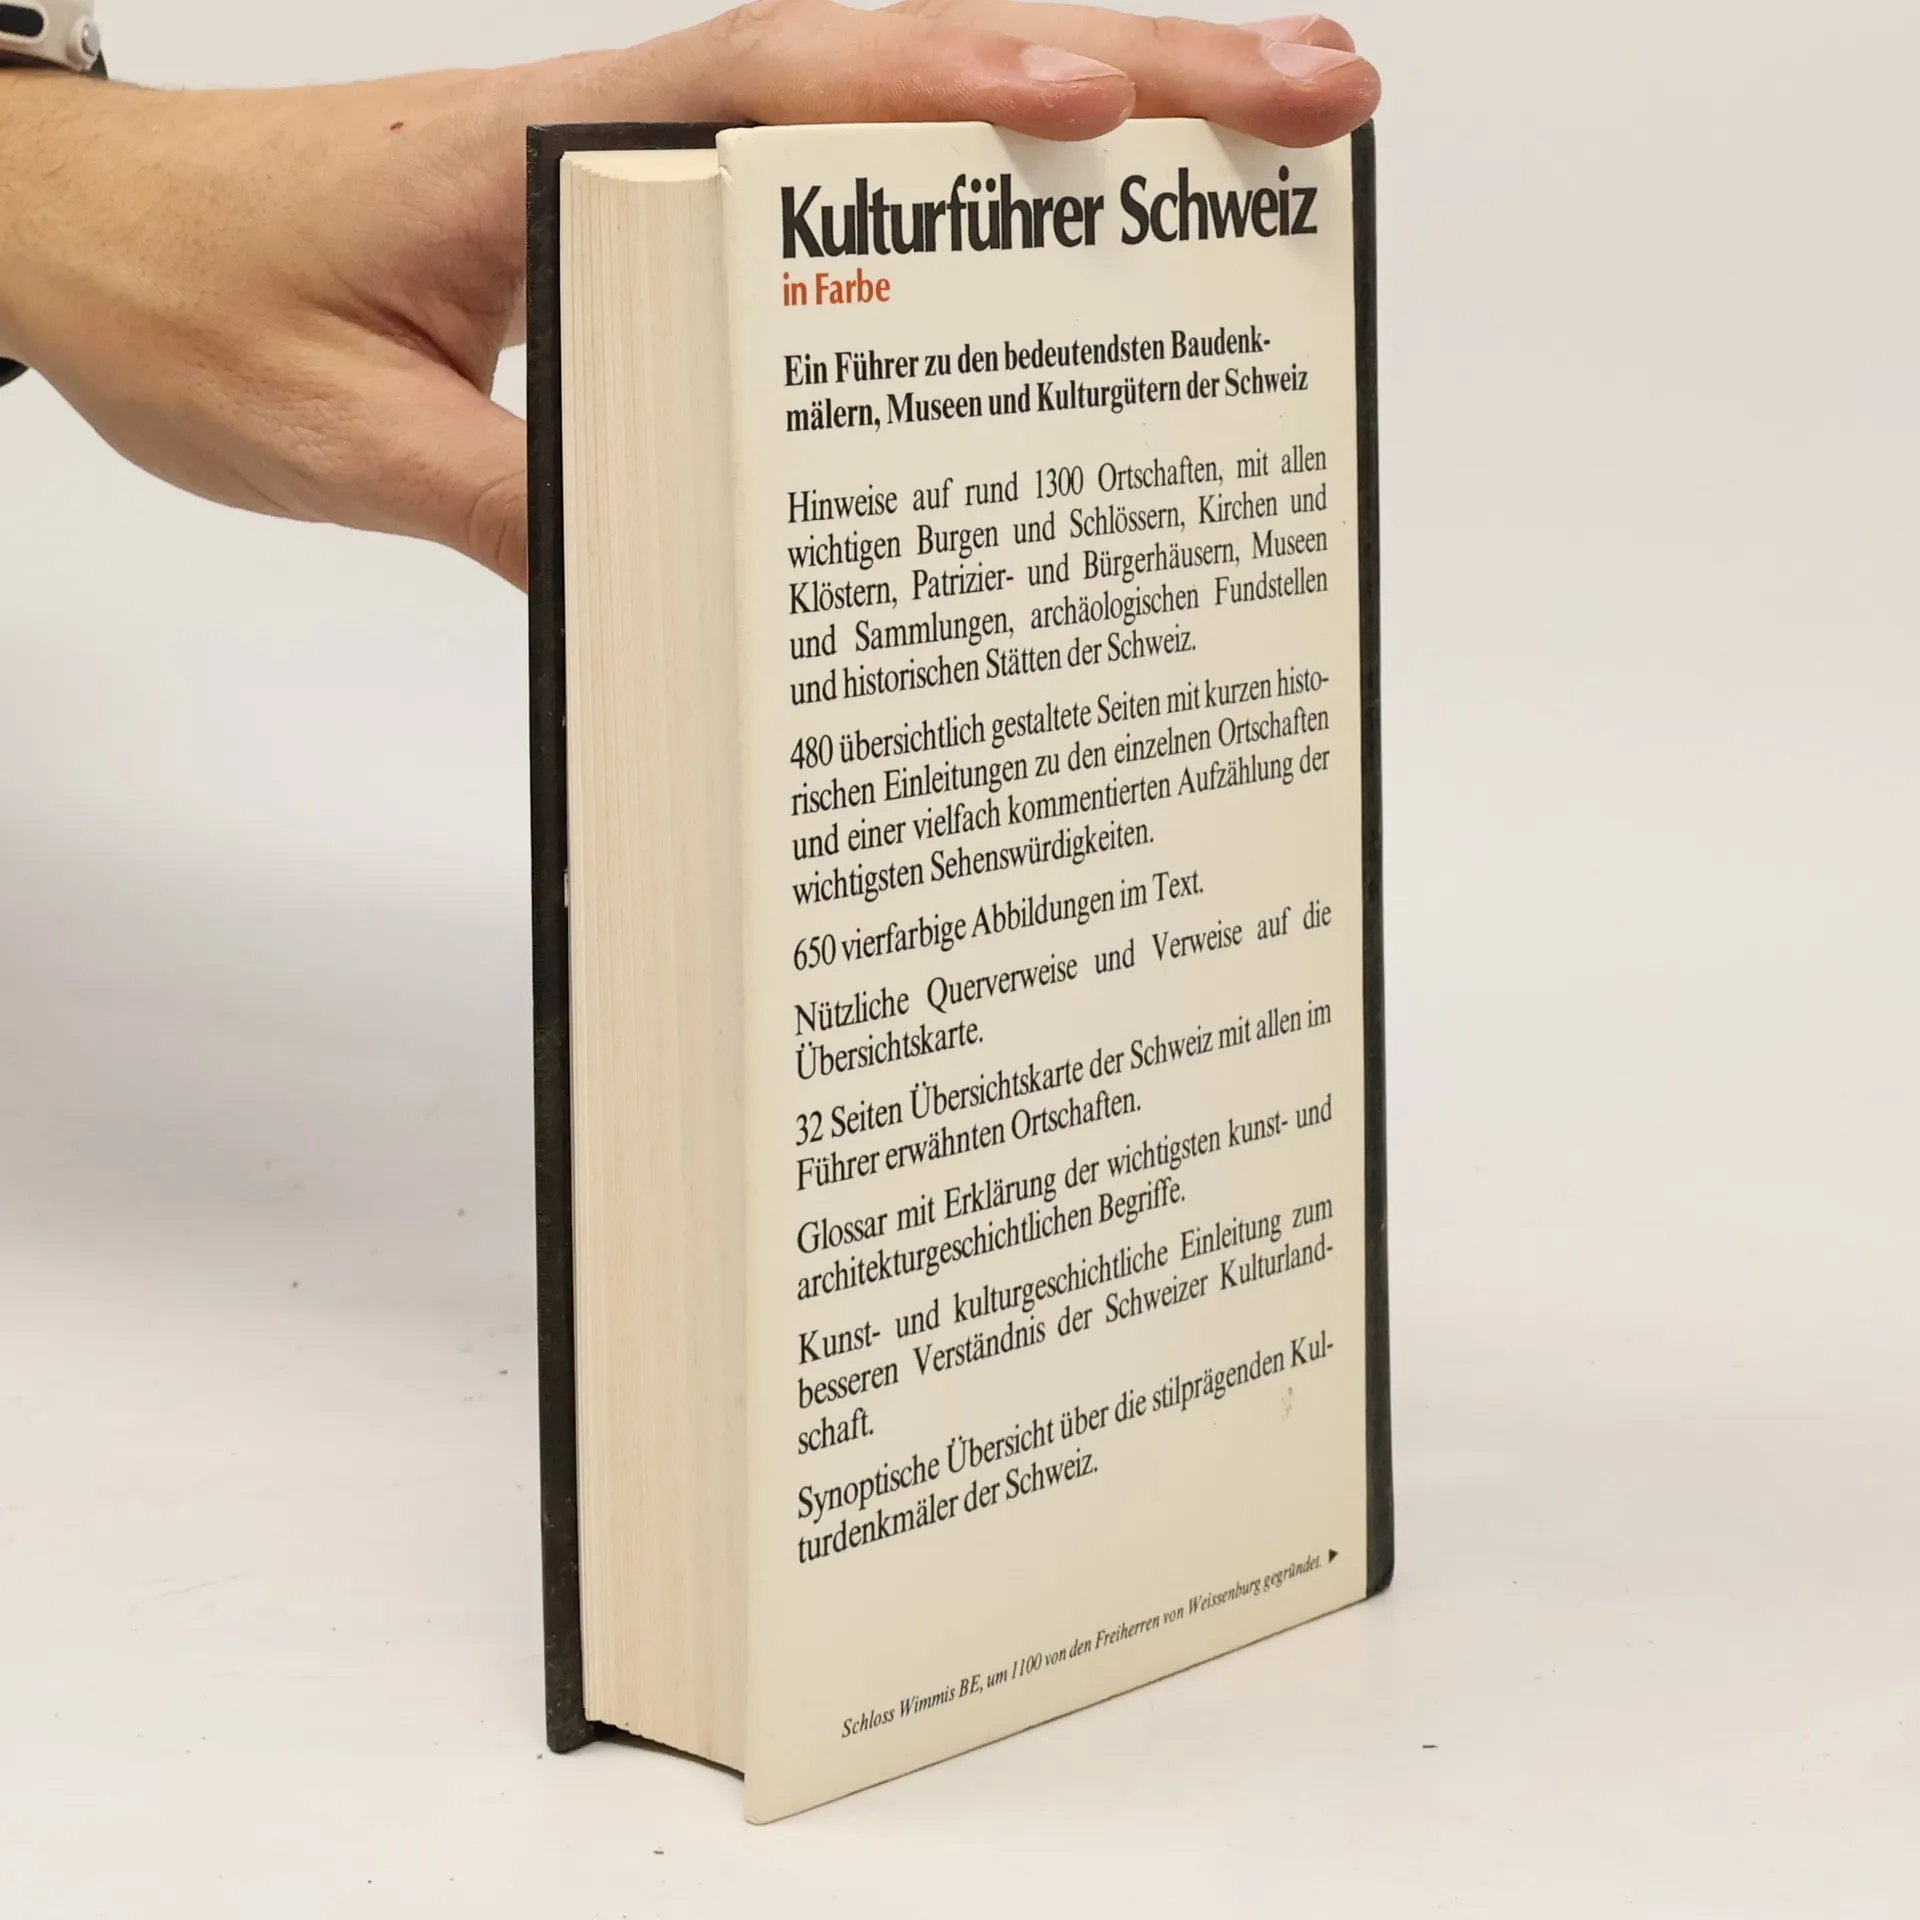 Kulturführer Schweiz
in Farbe
Ein Führer zu den bedeutendsten Baudenk-
mälern, Museen und Kulturgütern der Schweiz
Hinweise auf rund 1300 Ortschaften, mit allen
wichtigen Burgen und Schlössern, Kirchen und
Klöstern, Patrizier- und Bürgerhäusern, Museen
und Sammlungen, archäologischen Fundstellen
und historischen Stätten der Schweiz.
480 übersichtlich gestaltete Seiten mit kurzen histo-
rischen Einleitungen zu den einzelnen Ortschaften
und einer vielfach kommentierten Aufzählung der
wichtigsten Sehenswürdigkeiten.
650 vierfarbige Abbildungen im Text.
Nützliche Querverweise und Verweise auf die
Übersichtskarte.
32 Seiten Übersichtskarte der Schweiz mit allen im
Führer erwähnten Ortschaften.
Glossar mit Erklärung der wichtigsten kunst- und
architekturgeschichtlichen Begriffe.
Kunst- und kulturgeschichtliche Einleitung zum
besseren Verständnis der Schweizer Kulturland-
schaft.
Synoptische Übersicht über die stilprägenden Kul-
turdenkmäler der Schweiz.
Schloss Wimmis BE, um 1100 von den Freiherren von Weissenburg gegründet. ▶